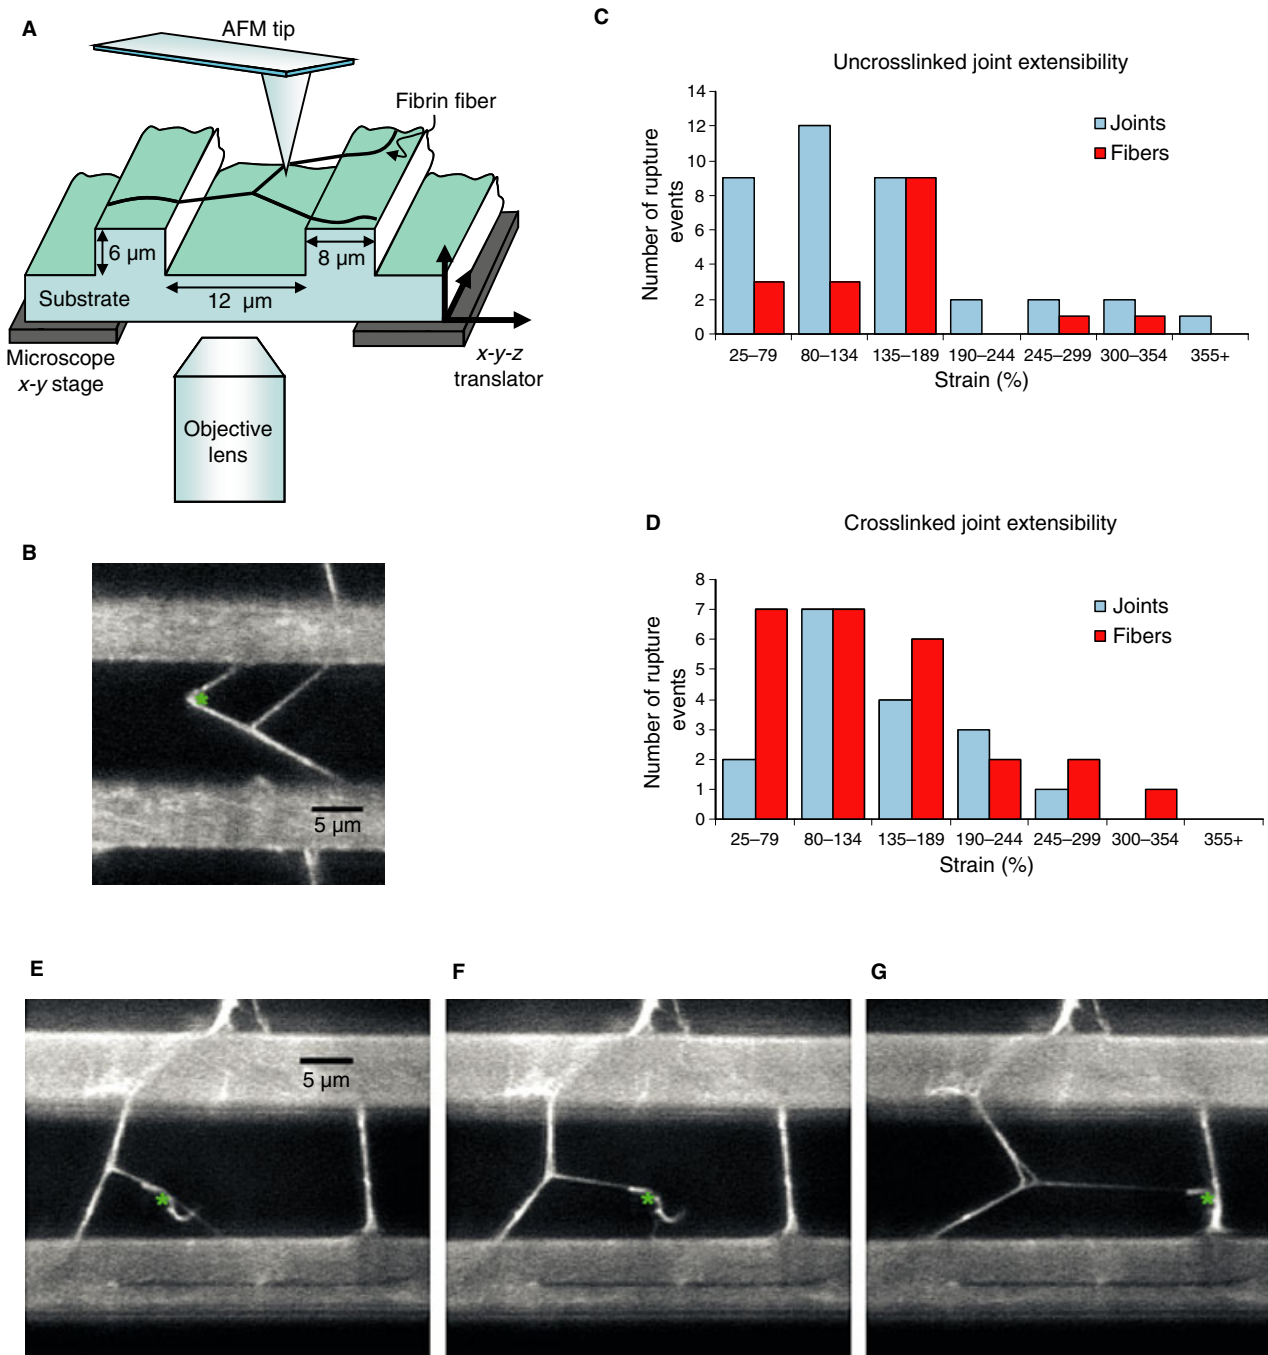 A
AFM tip
Fibrin fiber
6 µm
8 µm
12 µm
Substrate
Microscope
x-y stage
x-y-z
translator
Objective
lens
B
5 µm
C
Uncrosslinked joint extensibility
Number of rupture
events
14
12
10
8
6
4
2
0
Joints
Fibers
25–79
80–134
135–189
190–244
245–299
300–354
355+
Strain (%)
D
Crosslinked joint extensibility
Number of rupture
events
8
7
6
5
4
3
2
1
0
Joints
Fibers
25–79
80–134
135–189
190–244
245–299
300–354
355+
Strain (%)
E
5 µm
F
G